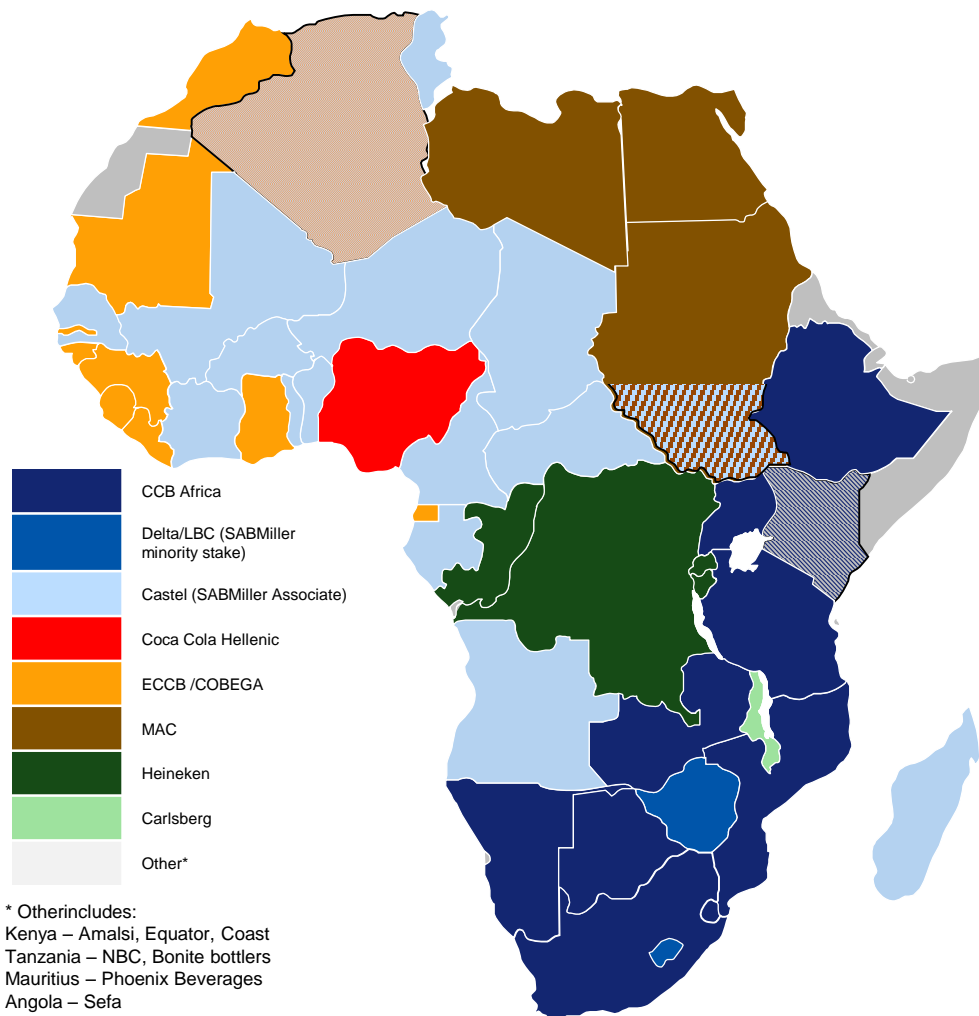 CCB Africa
Delta/LBC (SABMiller
minority stake)
Castel (SABMiller Associate)
Coca Cola Hellenic
ECCB /COBEGA
MAC
Heineken
Carlsberg
Other*
* Otherincludes:
Kenya – Amalsi, Equator, Coast
Tanzania – NBC, Bonite bottlers
Mauritius – Phoenix Beverages
Angola – Sefa